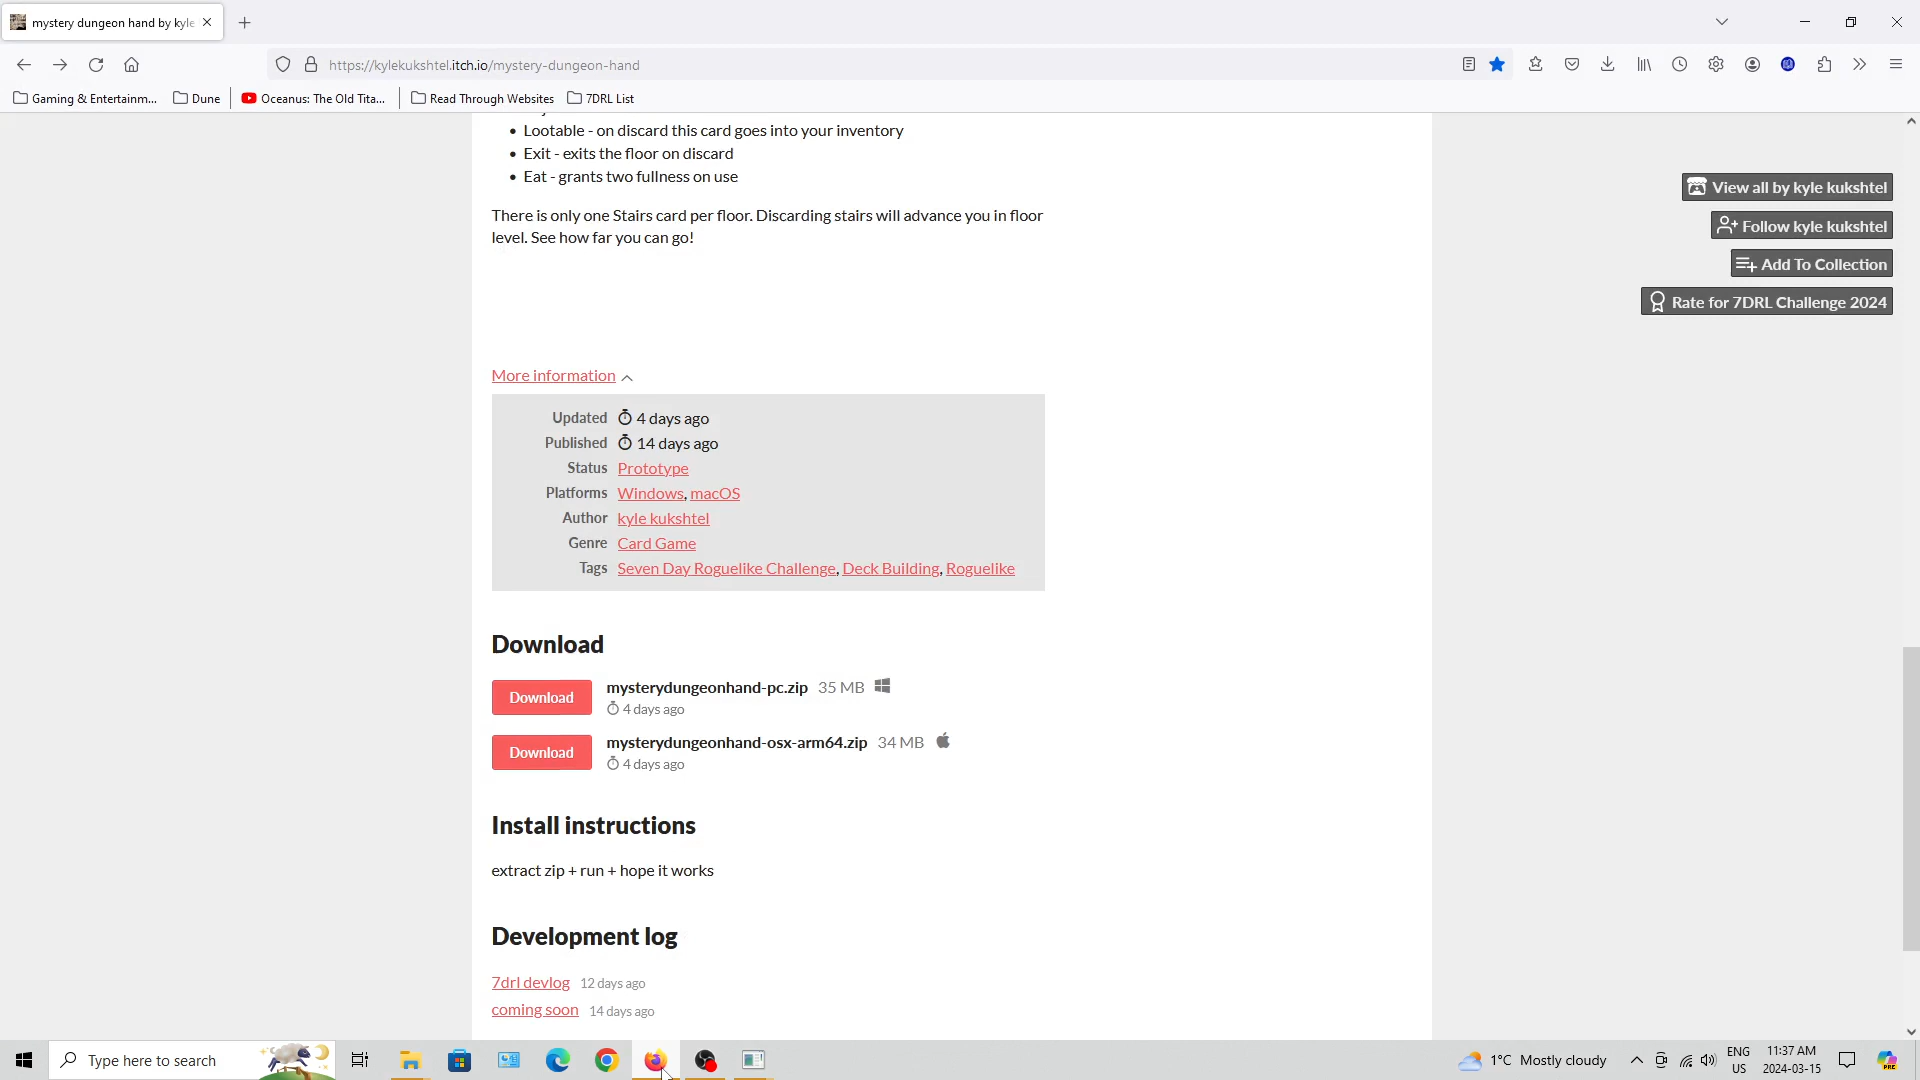 mystery dungeon hand by kyle
https://kylekukshtel.itch.io/mystery-dungeon-hand
Gaming & Entertainm...
Dune
Oceanus: The Old Tita...
Read Through Websites
7DRL List
Lootable - on discard this card goes into your inventory
Exit - exits the floor on discard
Eat - grants two fullness on use
There is only one Stairs card per floor. Discarding stairs will advance you in floor
level. See how far you can go!
View all by kyle kukshtel
Follow kyle kukshtel
Add To Collection
Rate for 7DRL Challenge 2024
More information
Updated 4 days ago
Published 14 days ago
Status Prototype
Platforms Windows, macOS
Author kyle kukshtel
Genre Card Game
Tags Seven Day Roguelike Challenge, Deck Building, Roguelike
Download
Download mysterydungeonhand-pc.zip 35 MB
4 days ago
Download mysterydungeonhand-osx-arm64.zip 34 MB
4 days ago
Install instructions
extract zip + run + hope it works
Development log
7drl devlog 12 days ago
coming soon 14 days ago
Type here to search
1°C Mostly cloudy
ENG
US
11:37 AM
2024-03-15
PRE